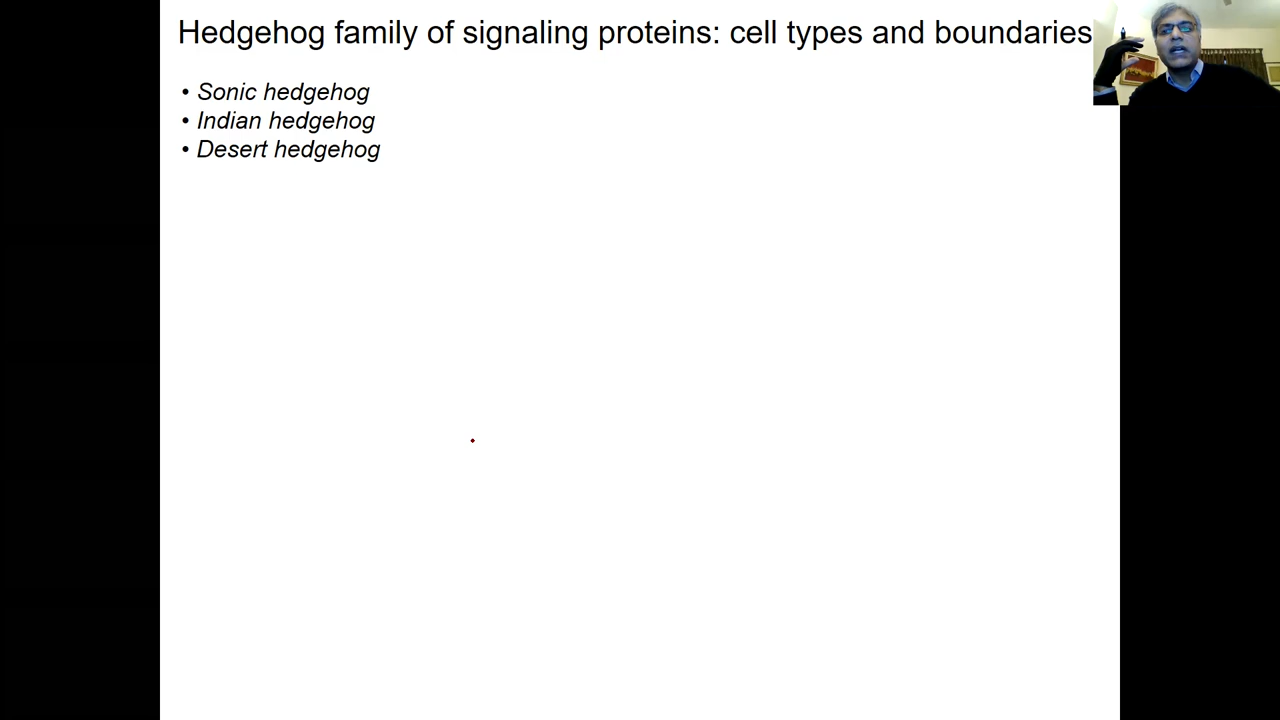 Hedgehog family of signaling proteins: cell types and boundaries
• Sonic hedgehog
• Indian hedgehog
• Desert hedgehog